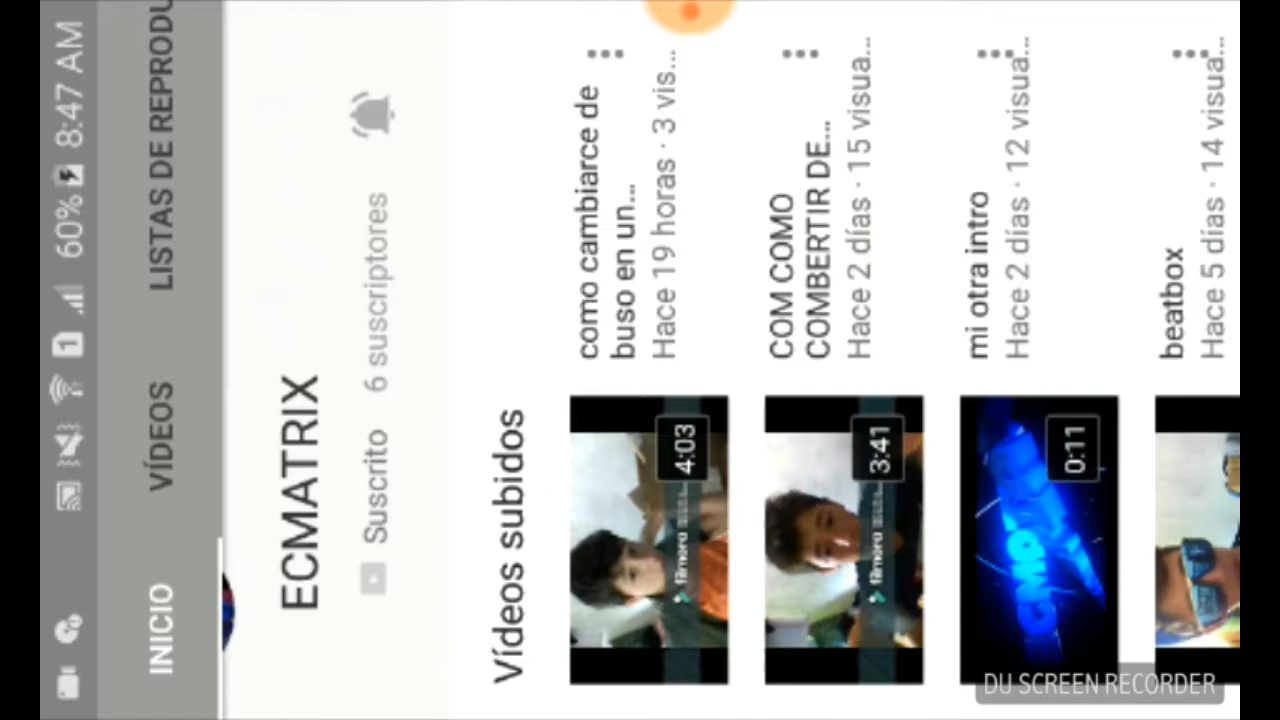 60% 8:47 AM
INICIO VÍDEOS LISTAS DE REPRODU
ECMATRIX
Suscrito 6 suscriptores
Vídeos subidos
4:03
filmora
como cambiarce de
buso en un...
Hace 19 horas · 3 vis...
3:41
filmora
COM COMO
COMBERTIR DE...
Hace 2 días · 15 visua...
0:11
mi otra intro
Hace 2 días · 12 visua...
beatbox
Hace 5 días · 14 visua...
DU SCREEN RECORDER